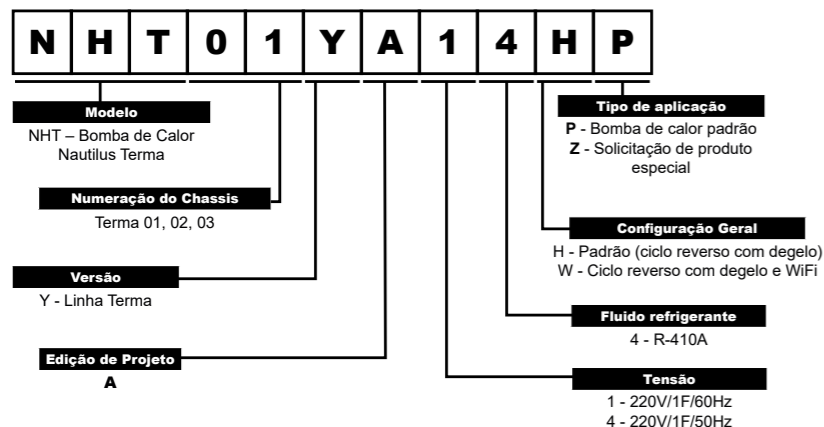 N H T 0 1 Y A 1 4 H P
Modelo
NHT – Bomba de Calor
Nautilus Terma
Numeração do Chassis
Terma 01, 02, 03
Versão
Y - Linha Terma
Edição de Projeto
A
Tipo de aplicação
P - Bomba de calor padrão
Z - Solicitação de produto
especial
Configuração Geral
H - Padrão (ciclo reverso com degelo)
W - Ciclo reverso com degelo e WiFi
Fluido refrigerante
4 - R-410A
Tensão
1 - 220V/1F/60Hz
4 - 220V/1F/50Hz